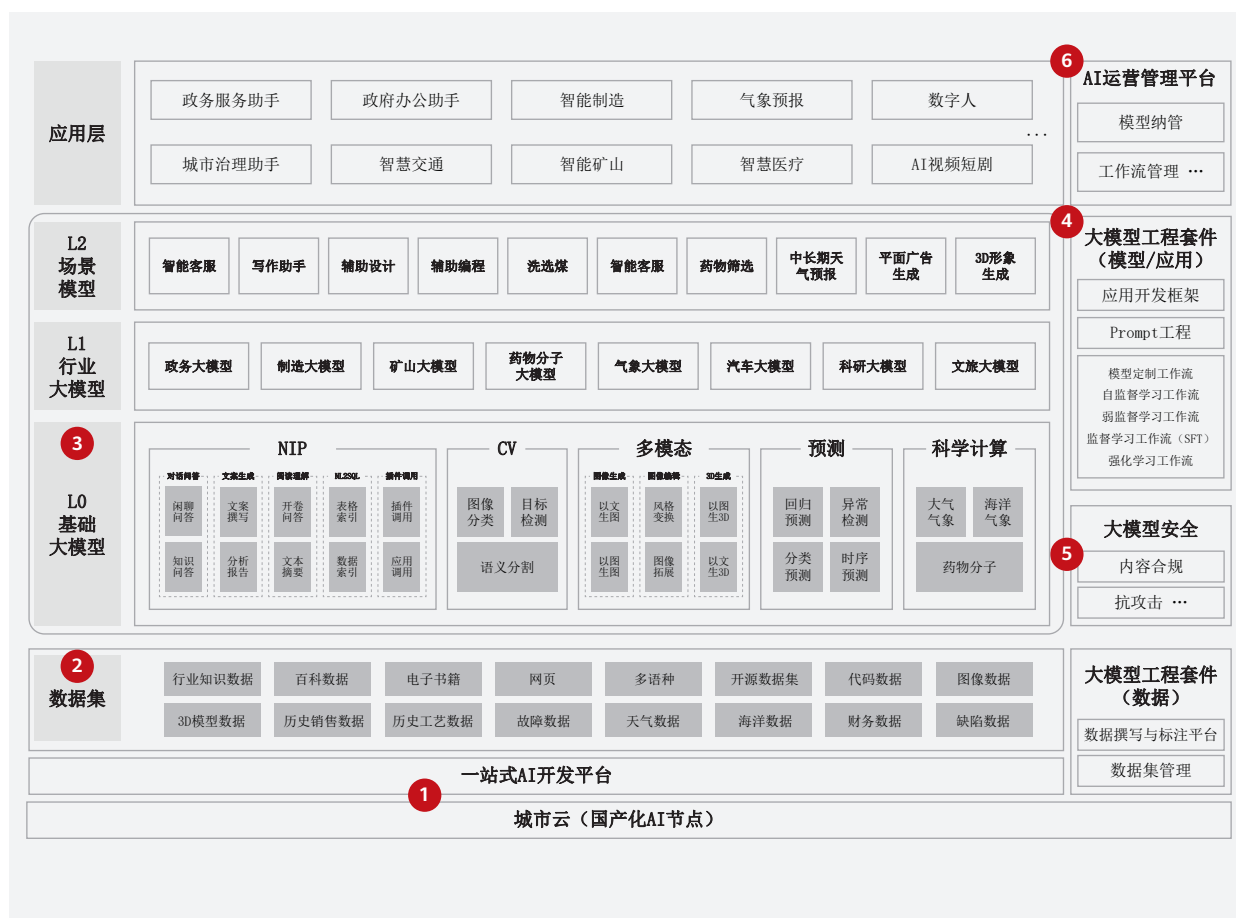 6
AI运营管理平台
模型纳管
工作流管理 …
应用层
政务服务助手
政府办公助手
智能制造
气象预报
数字人
...
城市治理助手
智慧交通
智能矿山
智慧医疗
AI视频短剧
L2
场景
模型
智能客服
写作助手
辅助设计
辅助编程
洗选煤
智能客服
药物筛选
中长期天
气预报
平面广告
生成
3D形象
生成
4
大模型工程套件
（模型/应用）
应用开发框架
Prompt工程
模型定制工作流
自监督学习工作流
弱监督学习工作流
监督学习工作流（SFT）
强化学习工作流
L1
行业
大模型
政务大模型
制造大模型
矿山大模型
药物分子
大模型
气象大模型
汽车大模型
科研大模型
文旅大模型
3
L0
基础
大模型
NIP
对话问答
文案生成
阅读理解
NL2SQL
插件调用
闲聊
问答
文案
撰写
开卷
问答
表格
索引
插件
调用
知识
问答
分析
报告
文本
摘要
数据
索引
应用
调用
CV
图像
分类
目标
检测
语义分割
多模态
图像生成
图像编辑
3D生成
以文
生图
风格
变换
以图
生3D
以图
生图
图像
拓展
以文
生3D
预测
回归
预测
异常
检测
分类
预测
时序
预测
科学计算
大气
气象
海洋
气象
药物分子
5
大模型安全
内容合规
抗攻击 …
2
数据集
行业知识数据
百科数据
电子书籍
网页
多语种
开源数据集
代码数据
图像数据
3D模型数据
历史销售数据
历史工艺数据
故障数据
天气数据
海洋数据
财务数据
缺陷数据
大模型工程套件
（数据）
数据撰写与标注平台
数据集管理
一站式AI开发平台
1
城市云（国产化AI节点）